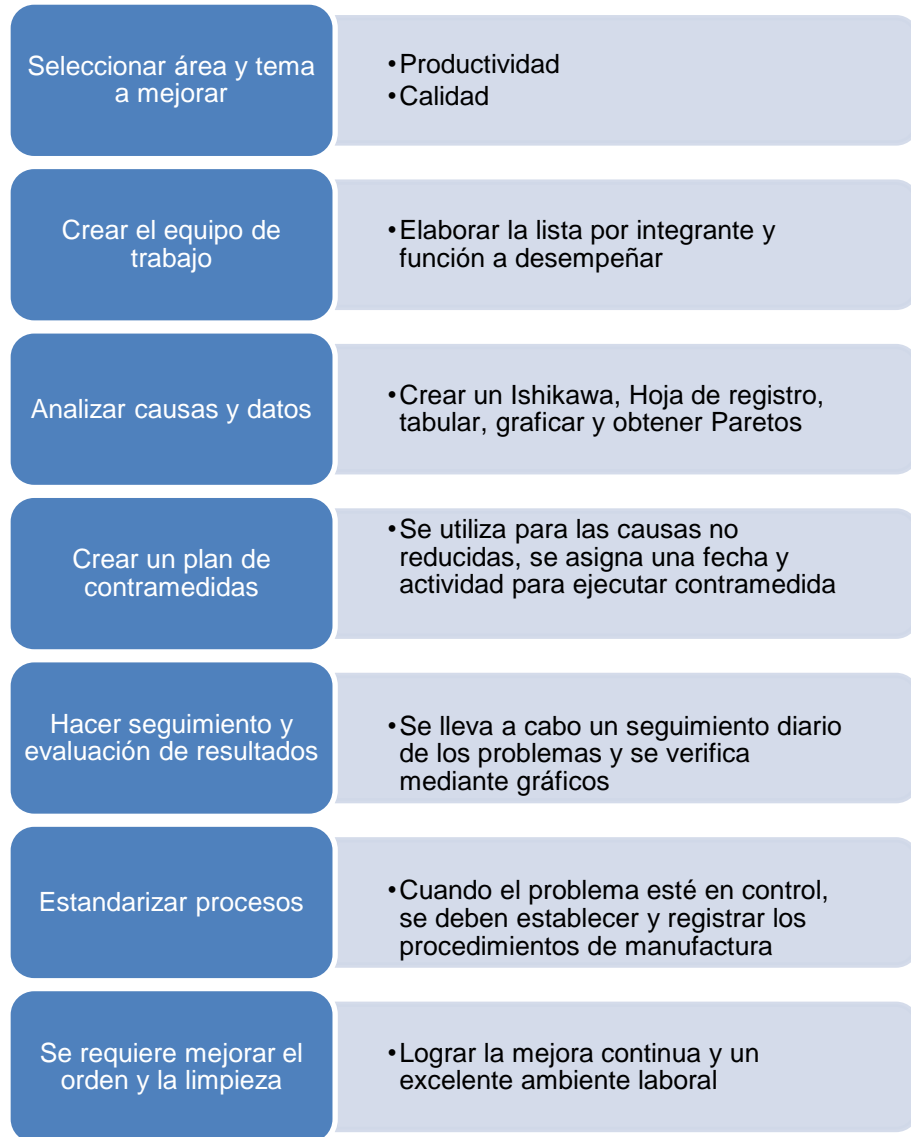 Seleccionar área y tema
a mejorar
•Productividad
•Calidad
Crear el equipo de
trabajo
•Elaborar la lista por integrante y
función a desempeñar
Analizar causas y datos
•Crear un Ishikawa, Hoja de registro,
tabular, graficar y obtener Paretos
Crear un plan de
contramedidas
•Se utiliza para las causas no
reducidas, se asigna una fecha y
actividad para ejecutar contramedida
Hacer seguimiento y
evaluación de resultados
•Se lleva a cabo un seguimiento diario
de los problemas y se verifica
mediante gráficos
Estandarizar procesos
•Cuando el problema esté en control,
se deben establecer y registrar los
procedimientos de manufactura
Se requiere mejorar el
orden y la limpieza
•Lograr la mejora continua y un
excelente ambiente laboral